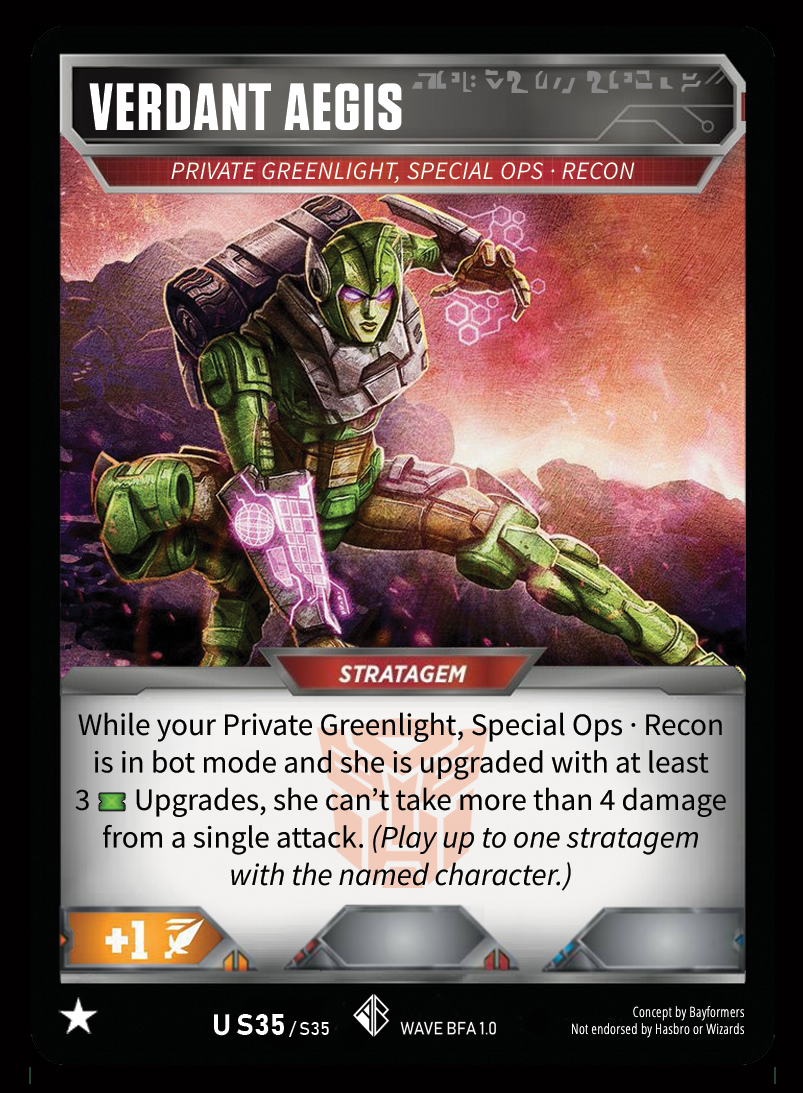 VERDANT AEGIS
PRIVATE GREENLIGHT, SPECIAL OPS · RECON
STRATAGEM
While your Private Greenlight, Special Ops · Recon
is in bot mode and she is upgraded with at least
3 Upgrades, she can’t take more than 4 damage
from a single attack. (Play up to one stratagem
with the named character.)
+1
U S35/S35
WAVE BFA 1.0
Concept by Bayformers
Not endorsed by Hasbro or Wizards